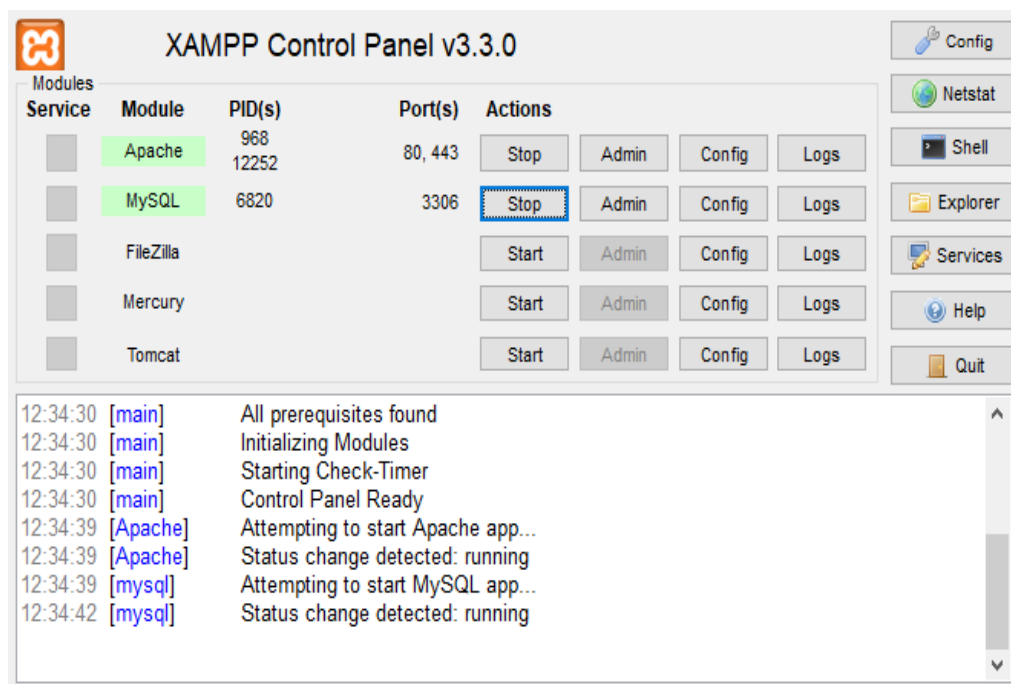 XAMPP Control Panel v3.3.0
Config
Modules
Service Module PID(s) Port(s) Actions
Netstat
Apache 968 12252 80, 443 Stop Admin Config Logs
Shell
MySQL 6820 3306 Stop Admin Config Logs
Explorer
FileZilla Start Admin Config Logs
Services
Mercury Start Admin Config Logs
Help
Tomcat Start Admin Config Logs
Quit
12:34:30 [main] All prerequisites found
12:34:30 [main] Initializing Modules
12:34:30 [main] Starting Check-Timer
12:34:30 [main] Control Panel Ready
12:34:39 [Apache] Attempting to start Apache app...
12:34:39 [Apache] Status change detected: running
12:34:39 [mysql] Attempting to start MySQL app...
12:34:42 [mysql] Status change detected: running